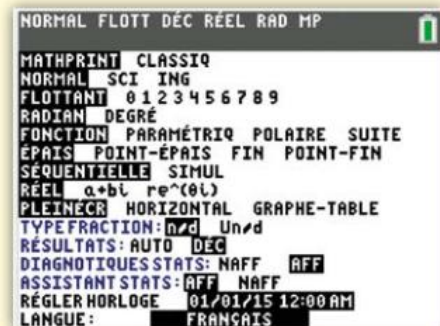 NORMAL FLOTT DÉC RÉEL RAD MP
MATHPRINT CLASSIQ
NORMAL SCI ING
FLOTTANT 0 1 2 3 4 5 6 7 8 9
RADIAN DEGRÉ
FONCTION PARAMÉTRIQ POLAIRE SUITE
ÉPAIS POINT-ÉPAIS FIN POINT-FIN
SÉQUENTIELLE SIMUL
RÉEL a+bi re^(θi)
PLEINÉCR HORIZONTAL GRAPHE-TABLE
TYPE FRACTION: n/d Un/d
RÉSULTATS: AUTO DÉC
DIAGNOTIQUES STATS: NAFF AFF
ASSISTANT STATS: AFF NAFF
RÉGLER HORLOGE 01/01/15 12:00 AM
LANGUE: FRANÇAIS